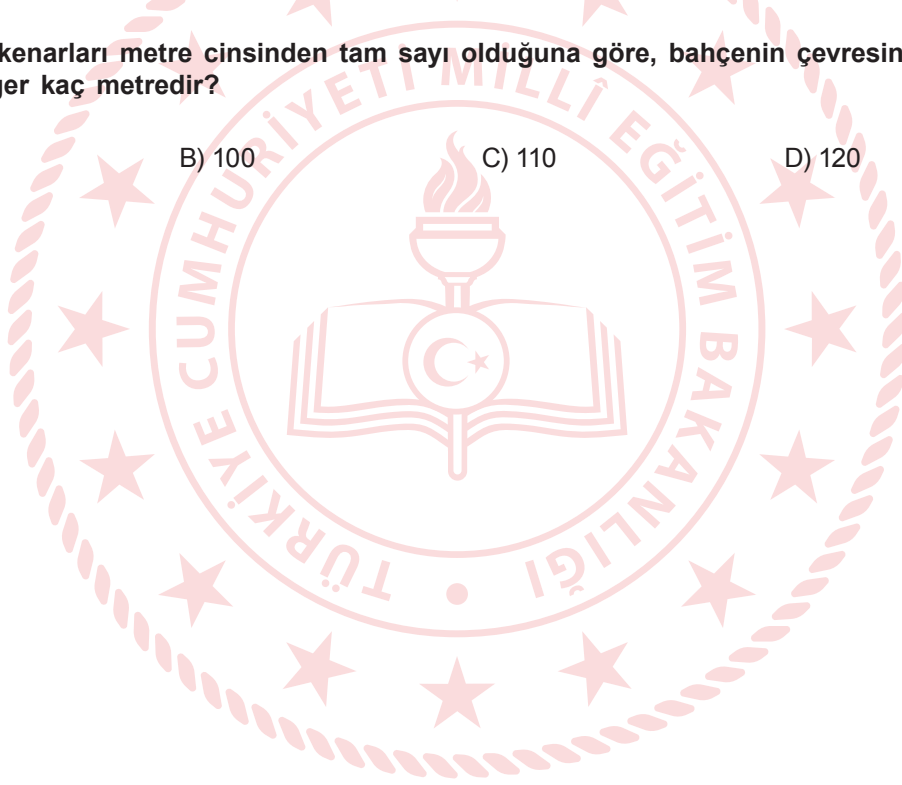 kenarları metre cinsinden tam sayı olduğuna göre, bahçenin çevresin
ger kaç metredir?
B) 100 C) 110 D) 120
TÜRKİYE CUMHURİYETİ MİLLÎ EĞİTİM BAKANLIĞI